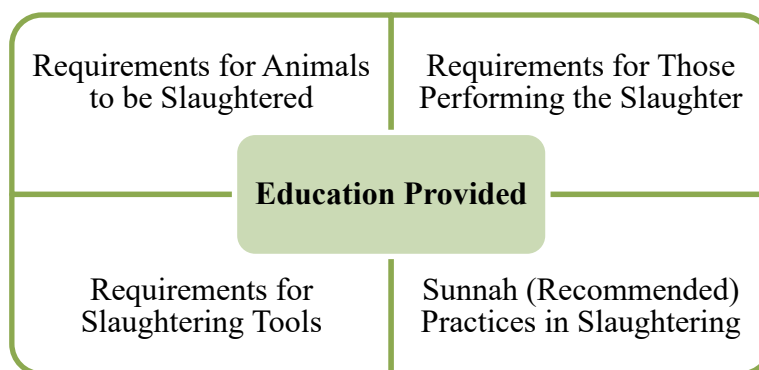 Requirements for Animals
to be Slaughtered
Requirements for Those
Performing the Slaughter
Education Provided
Requirements for
Slaughtering Tools
Sunnah (Recommended)
Practices in Slaughtering